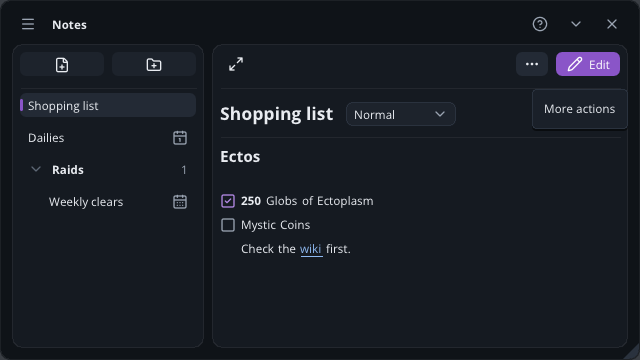 Notes
Edit
Shopping list
Dailies
Raids 1
Weekly clears
More actions
Shopping list Normal
Ectos
250 Globs of Ectoplasm
Mystic Coins
Check the wiki first.